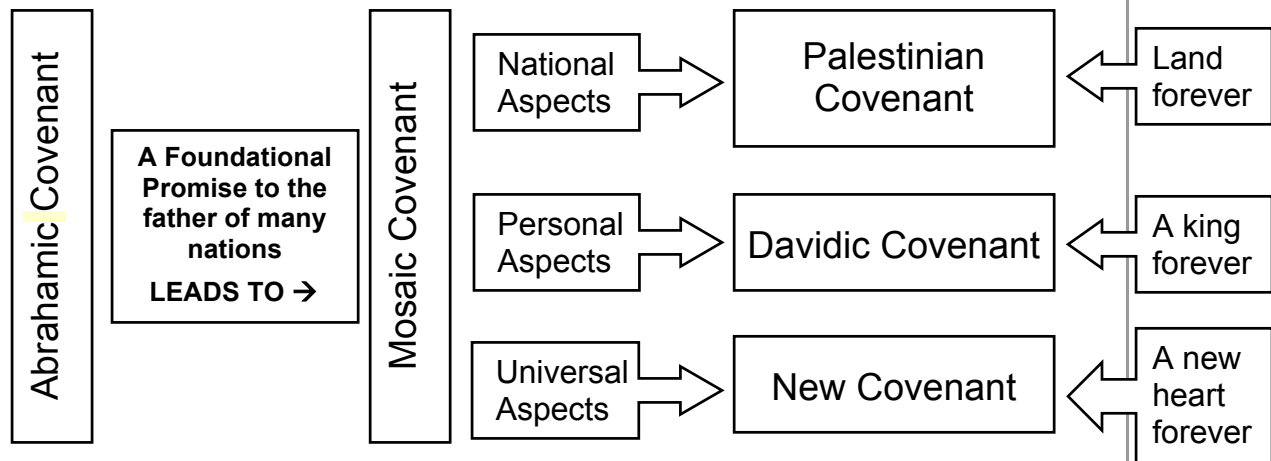 Abrahamic Covenant
A Foundational
Promise to the
father of many
nations
LEADS TO →
Mosaic Covenant
National
Aspects
Palestinian
Covenant
Land
forever
Personal
Aspects
Davidic Covenant
A king
forever
Universal
Aspects
New Covenant
A new
heart
forever